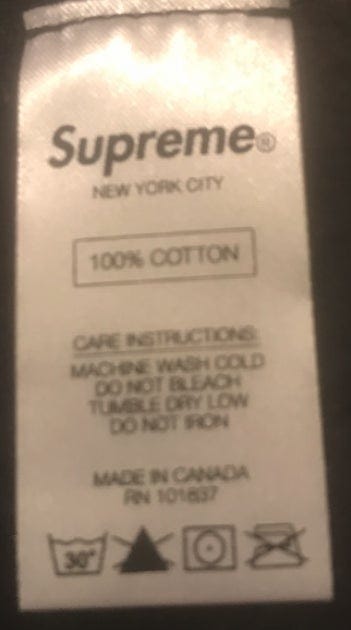 Supreme®
NEW YORK CITY
100% COTTON
CARE INSTRUCTIONS:
MACHINE WASH COLD
DO NOT BLEACH
TUMBLE DRY LOW
DO NOT IRON
MADE IN CANADA
RN 101837
30°